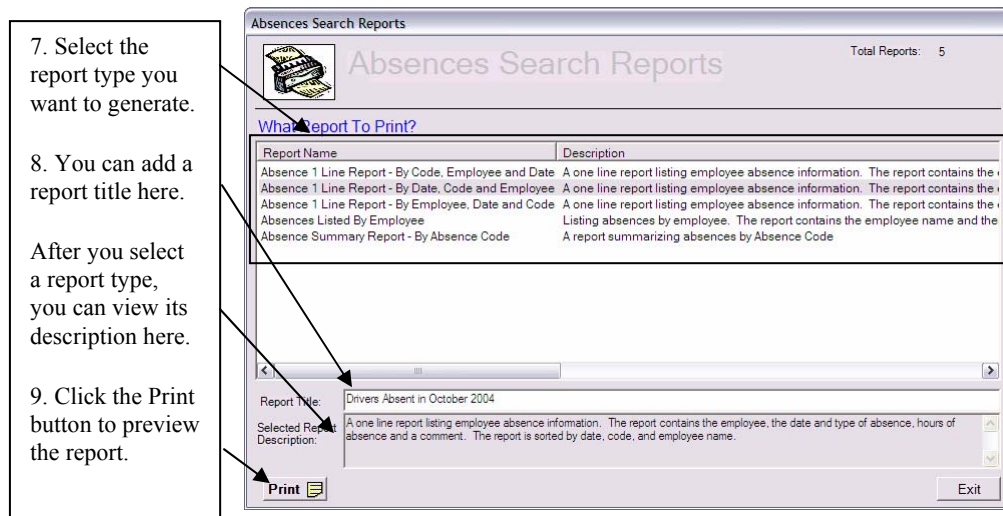 7. Select the
report type you
want to generate.
8. You can add a
report title here.
After you select
a report type,
you can view its
description here.
9. Click the Print
button to preview
the report.
Absences Search Reports
Absences Search Reports
Total Reports: 5
What Report To Print?
Report Name Description
Absence 1 Line Report - By Code, Employee and Date A one line report listing employee absence information. The report contains the
Absence 1 Line Report - By Date, Code and Employee A one line report listing employee absence information. The report contains the
Absence 1 Line Report - By Employee, Date and Code A one line report listing employee absence information. The report contains the
Absences Listed By Employee Listing absences by employee. The report contains the employee name and the
Absence Summary Report - By Absence Code A report summarizing absences by Absence Code
Report Title: Drivers Absent in October 2004
Selected Report A one line report listing employee absence information. The report contains the employee, the date and type of absence, hours of
Description: absence and a comment. The report is sorted by date, code, and employee name.
Print Exit